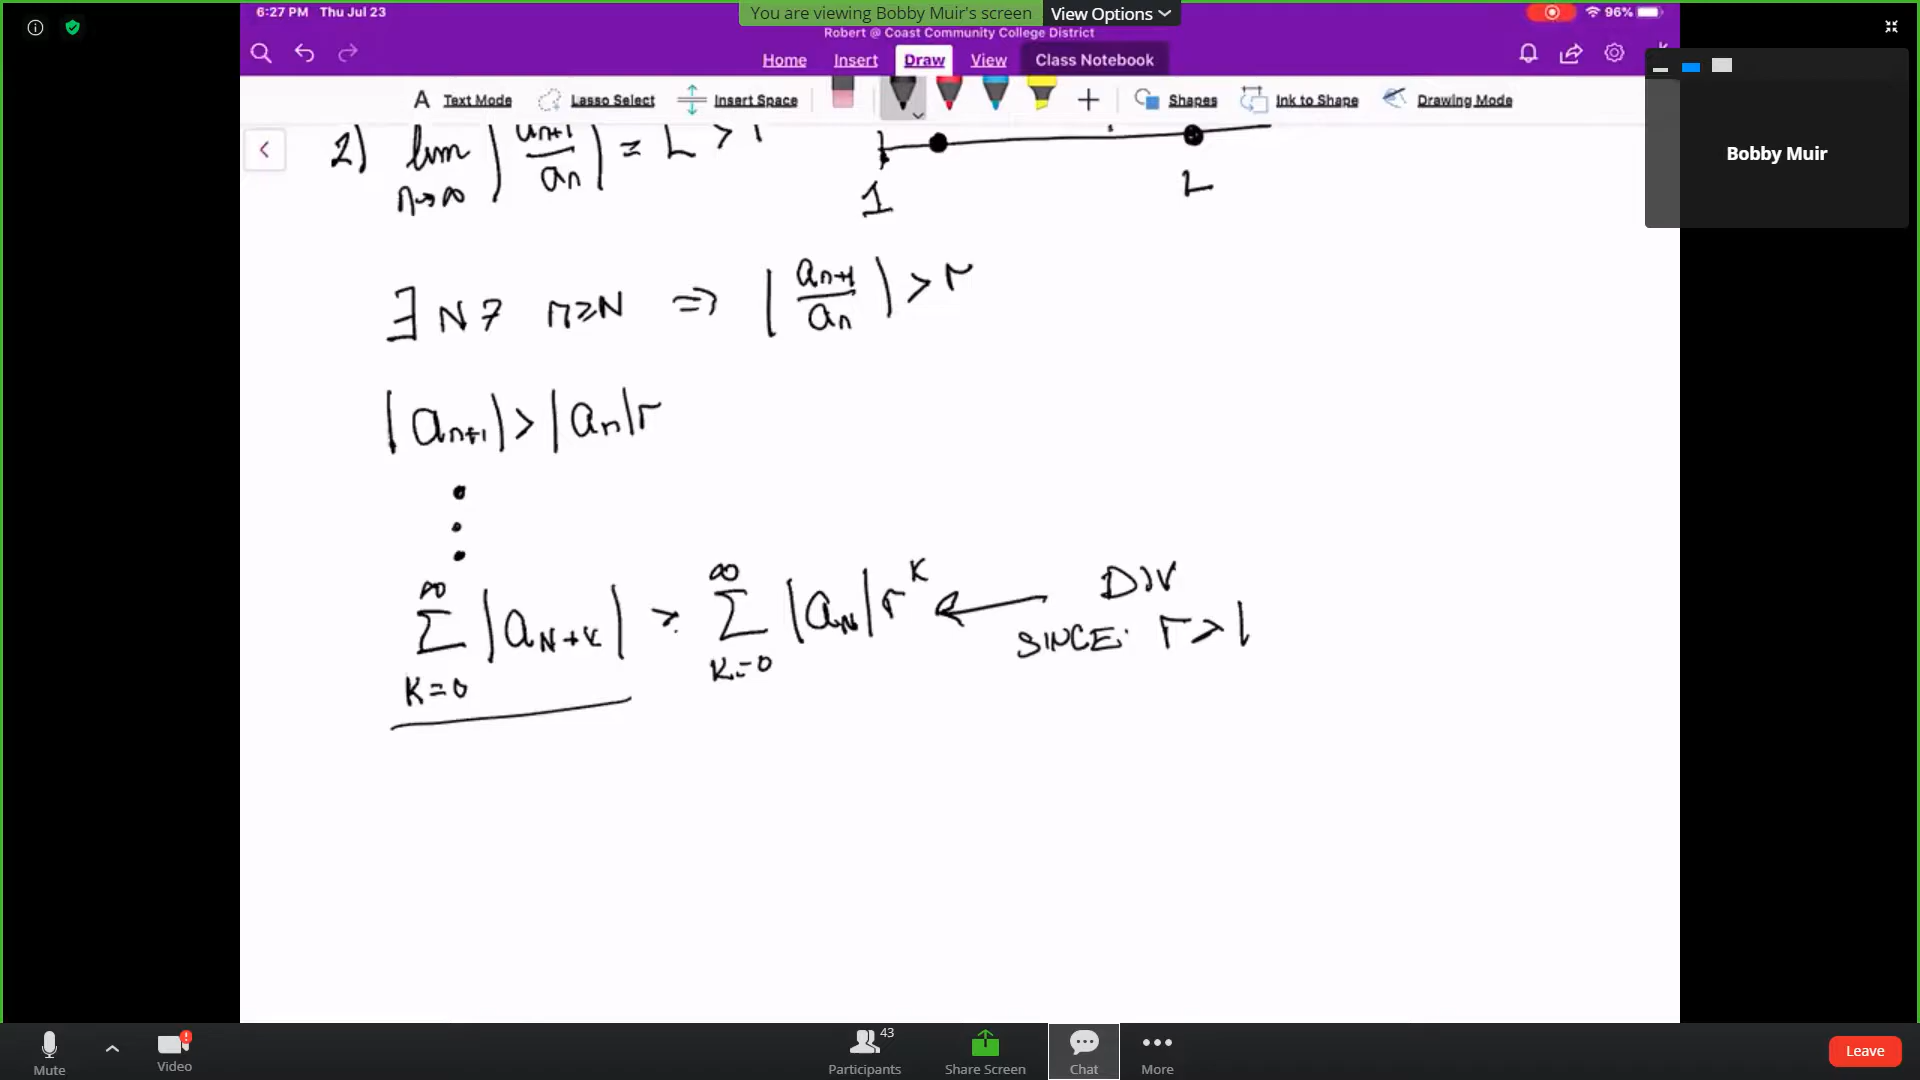 6:27 PM Thu Jul 23
You are viewing Bobby Muir's screen
View Options
96%
Robert @ Coast Community College District
Home Insert Draw View Class Notebook
A Text Mode Lasso Select Insert Space Shapes Ink to Shape Drawing Mode
Bobby Muir
2) lim n→∞ |aₙ₊₁/aₙ| = L > 1
1 L
∃ N ∋ n≥N ⇒ |aₙ₊₁/aₙ| > r
|aₙ₊₁| > |aₙ|r
∞ Σ K=0 |a_{N+K}| > ∞ Σ K=0 |a_N| r^K ← DIV
SINCE: r > 1
Mute
Video
43
Participants
Share Screen
Chat
More
Leave